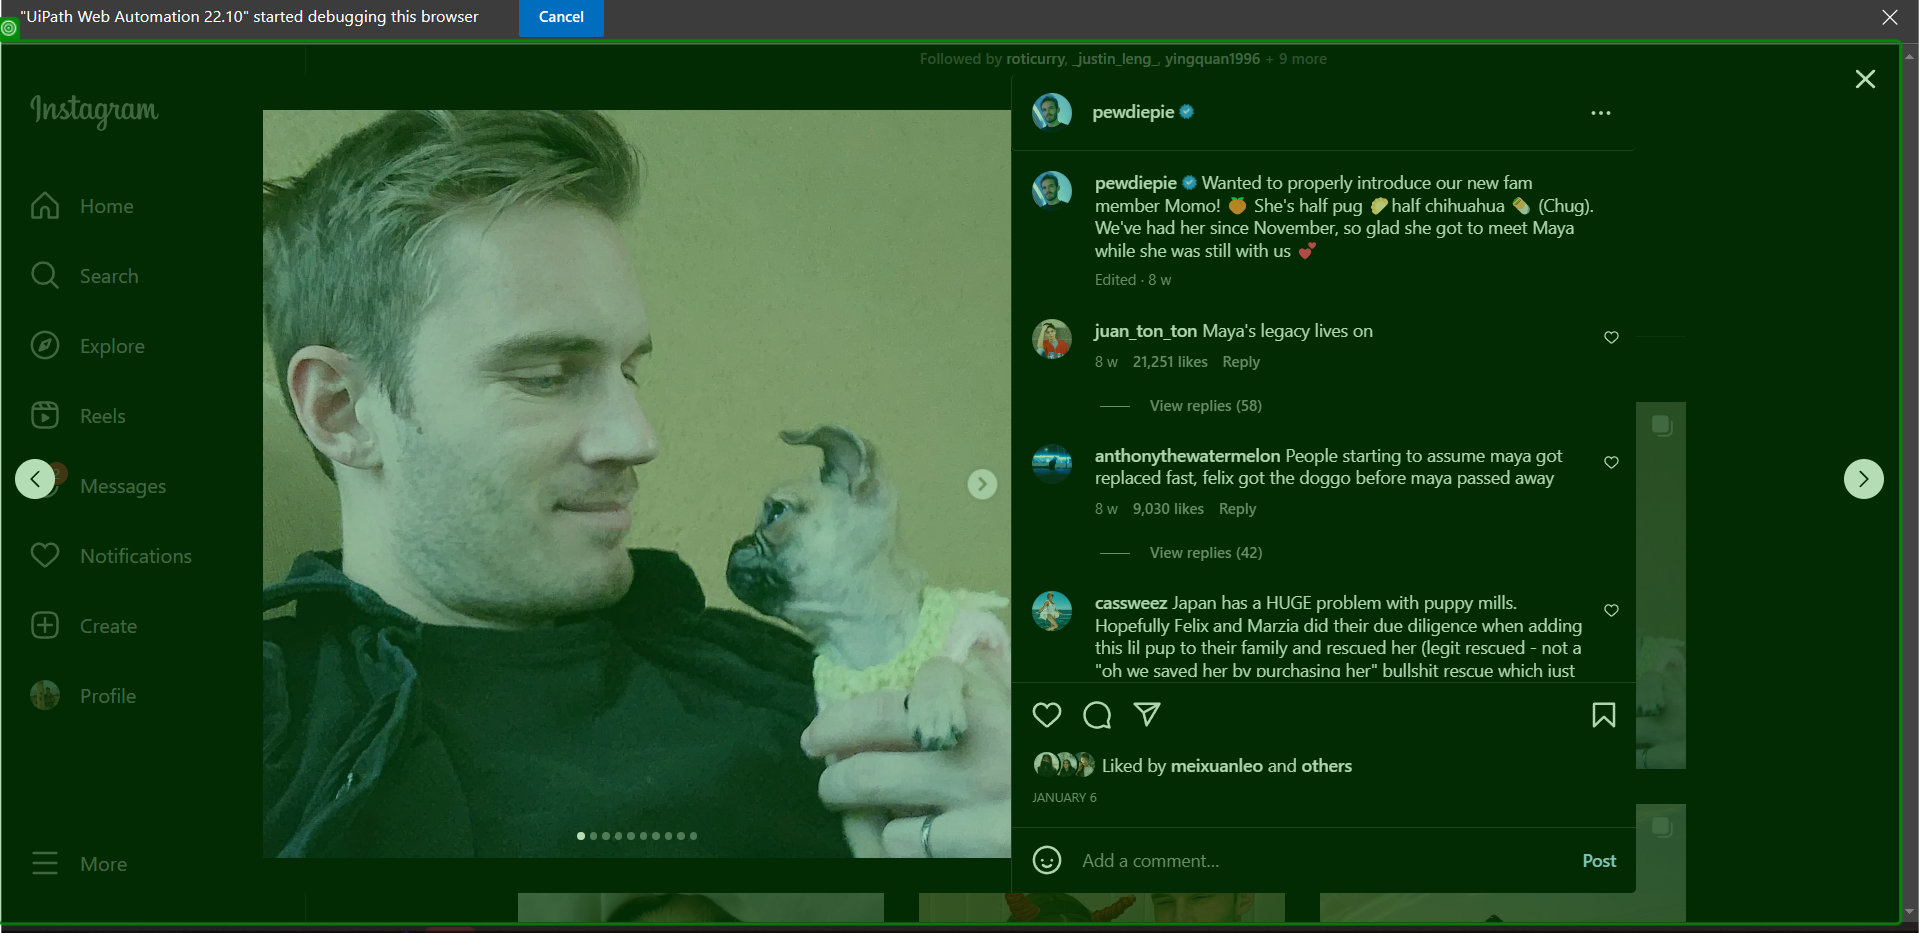 "UiPath Web Automation 22.10" started debugging this browser
Cancel
Followed by roticurry, _justin_leng_, yingquan1996 + 9 more
Instagram
Home
Search
Explore
Reels
2
Messages
Notifications
Create
Profile
More
pewdiepie
pewdiepie Wanted to properly introduce our new fam
member Momo! 🍊 She's half pug 🥟half chihuahua 🌯 (Chug).
We've had her since November, so glad she got to meet Maya
while she was still with us 💕
Edited · 8 w
juan_ton_ton Maya's legacy lives on
8 w 21,251 likes Reply
View replies (58)
anthonythewatermelon People starting to assume maya got
replaced fast, felix got the doggo before maya passed away
8 w 9,030 likes Reply
View replies (42)
cassweez Japan has a HUGE problem with puppy mills.
Hopefully Felix and Marzia did their due diligence when adding
this lil pup to their family and rescued her (legit rescued - not a
"oh we saved her by purchasing her" bullshit rescue which just
Liked by meixuanleo and others
JANUARY 6
Add a comment...
Post